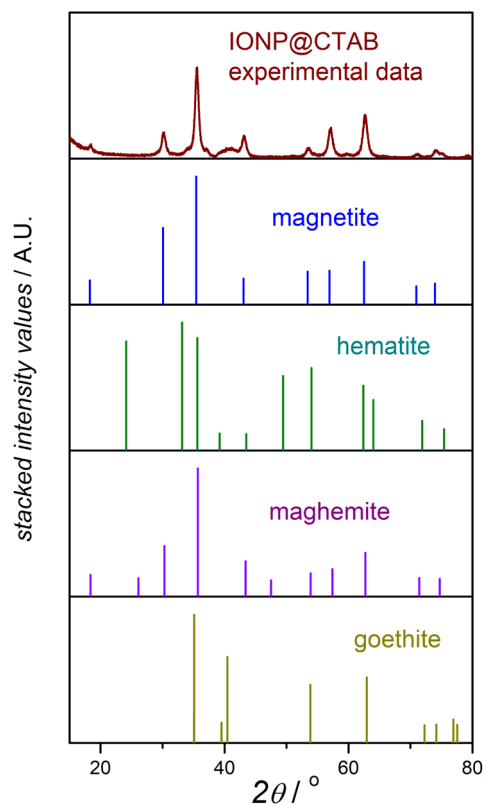 IONP@CTAB
experimental data
magnetite
hematite
maghemite
goethite
stacked intensity values / A.U.
20 40 60 80
2θ / °